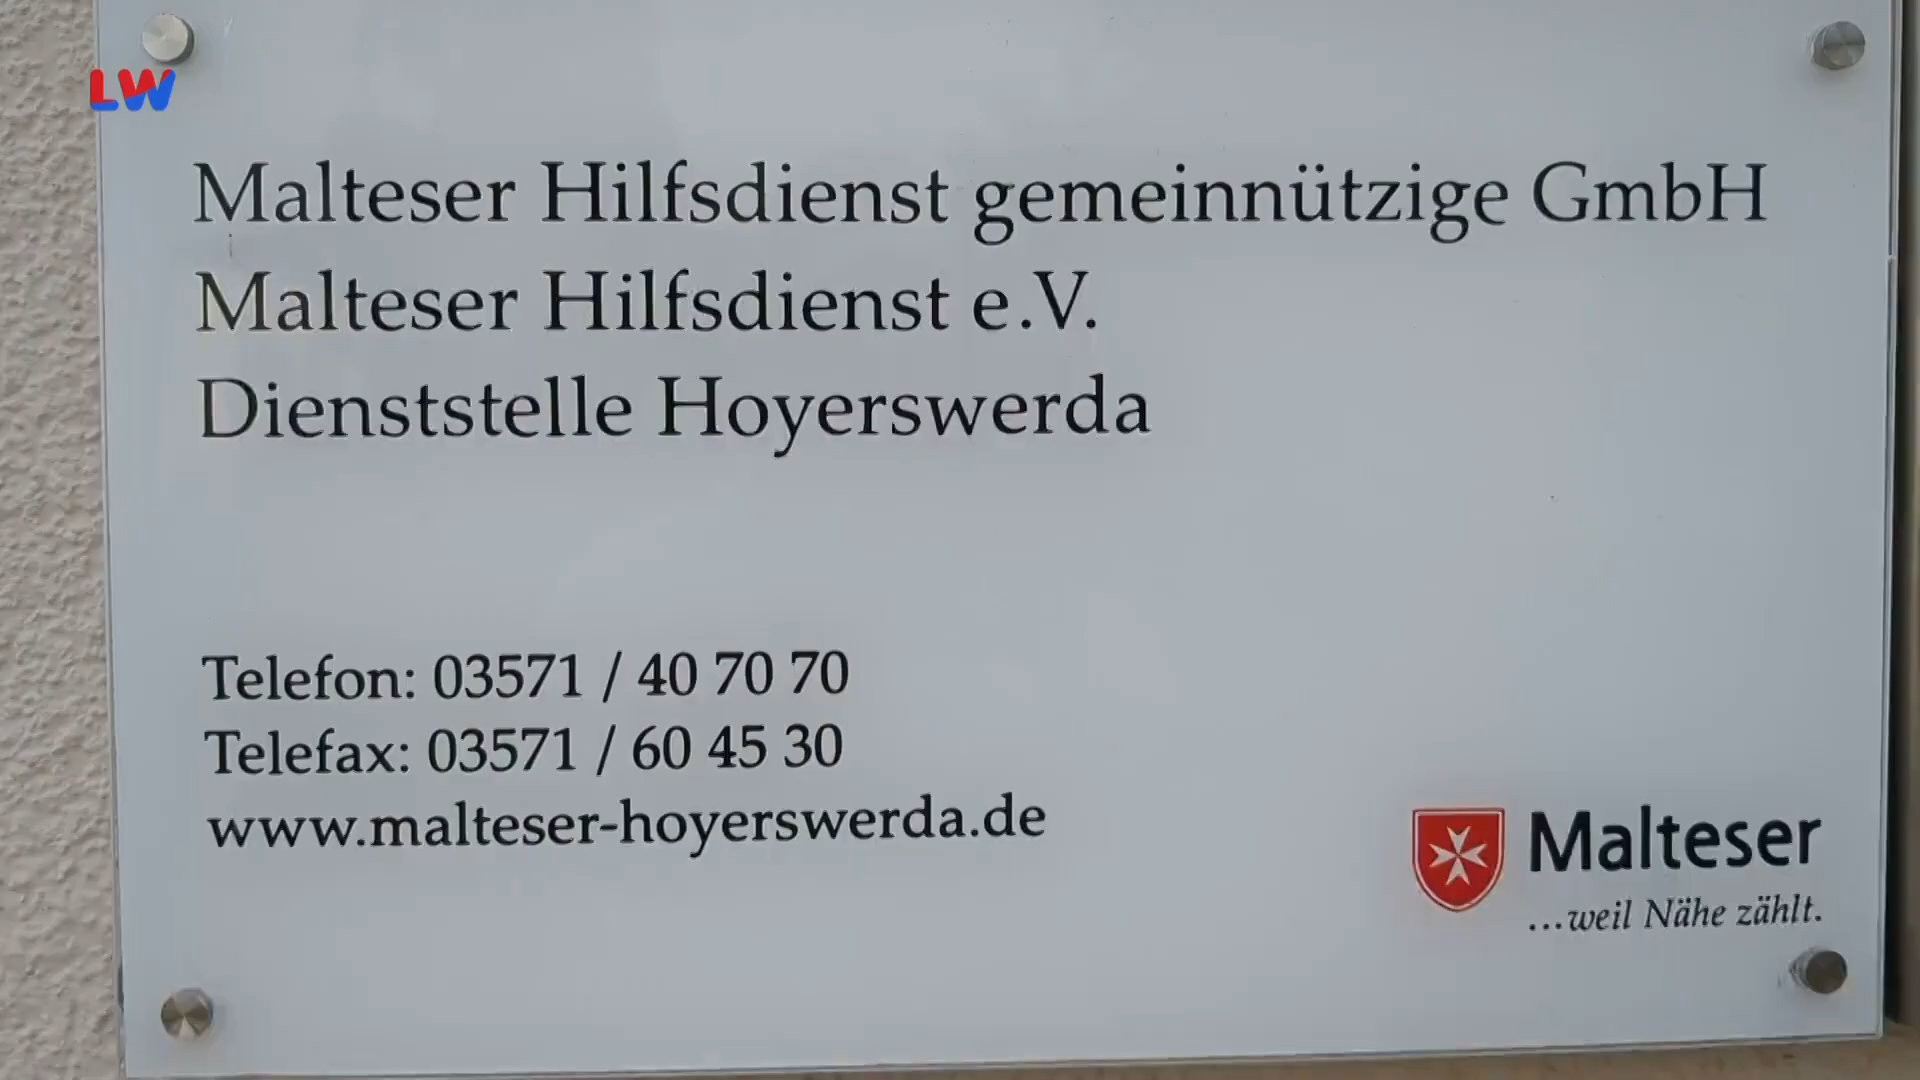 LW
Malteser Hilfsdienst gemeinnützige GmbH
Malteser Hilfsdienst e.V.
Dienststelle Hoyerswerda
Telefon: 03571 / 40 70 70
Telefax: 03571 / 60 45 30
www.malteser-hoyerswerda.de
Malteser
...weil Nähe zählt.